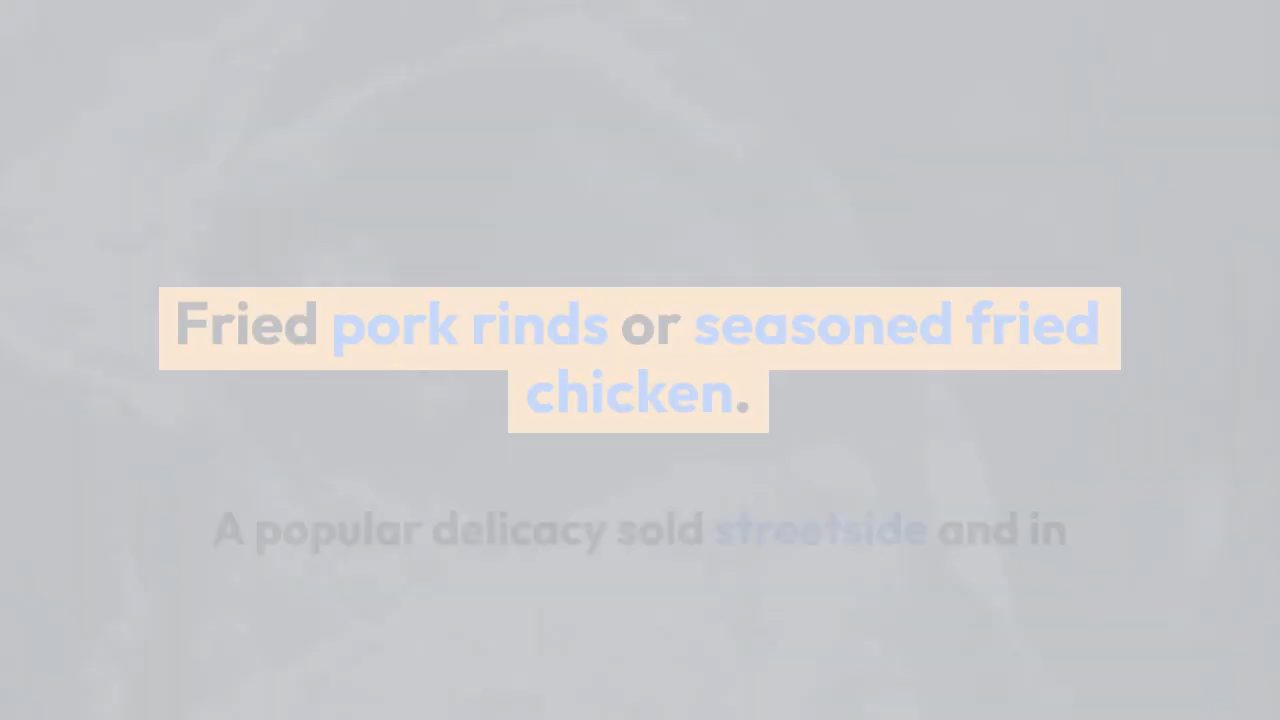 Fried pork rinds or seasoned fried
chicken.
A popular delicacy sold streetside and in